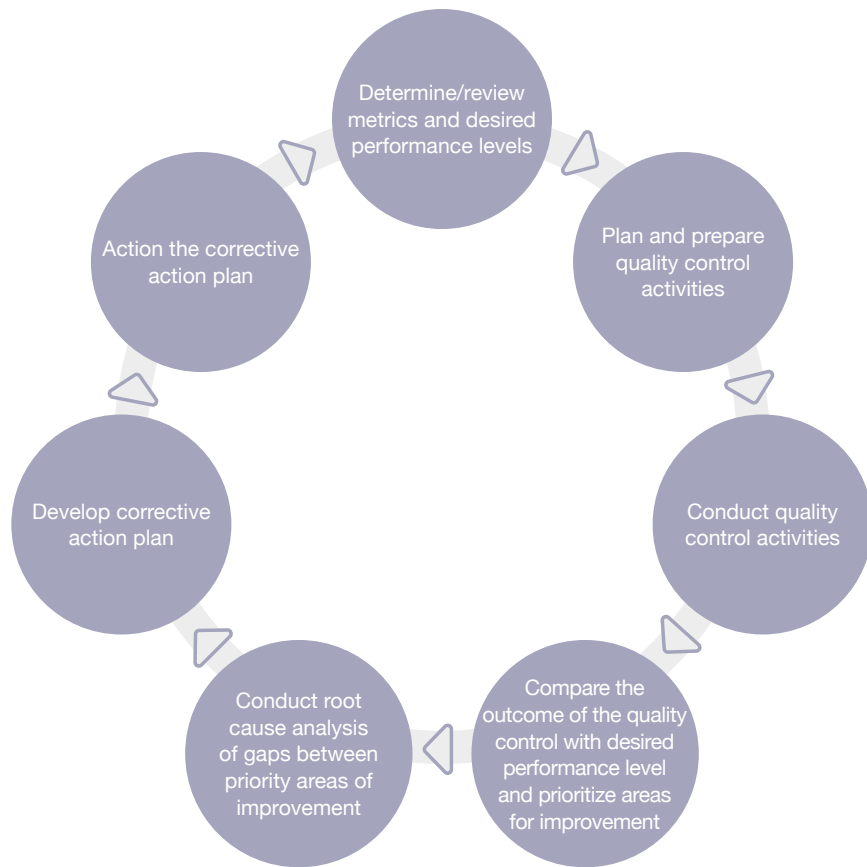 Determine/review
metrics and desired
performance levels
Plan and prepare
quality control
activities
Conduct quality
control activities
Compare the
outcome of the quality
control with desired
performance level
and prioritize areas
for improvement
Conduct root
cause analysis
of gaps between
priority areas of
improvement
Develop corrective
action plan
Action the corrective
action plan